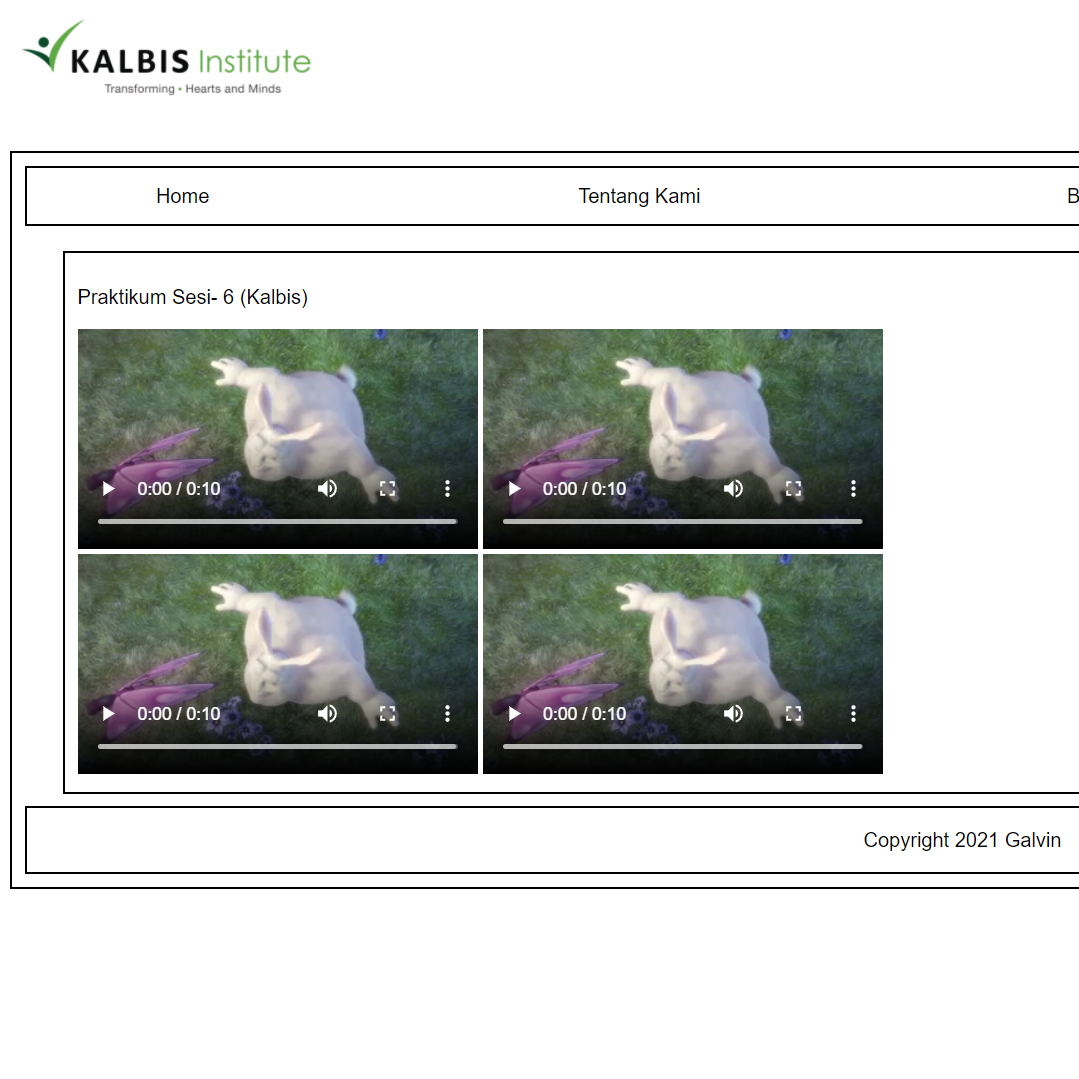 KALBIS Institute
Transforming • Hearts and Minds
Home Tentang Kami B
Praktikum Sesi- 6 (Kalbis)
0:00 / 0:10 0:00 / 0:10
0:00 / 0:10 0:00 / 0:10
Copyright 2021 Galvin